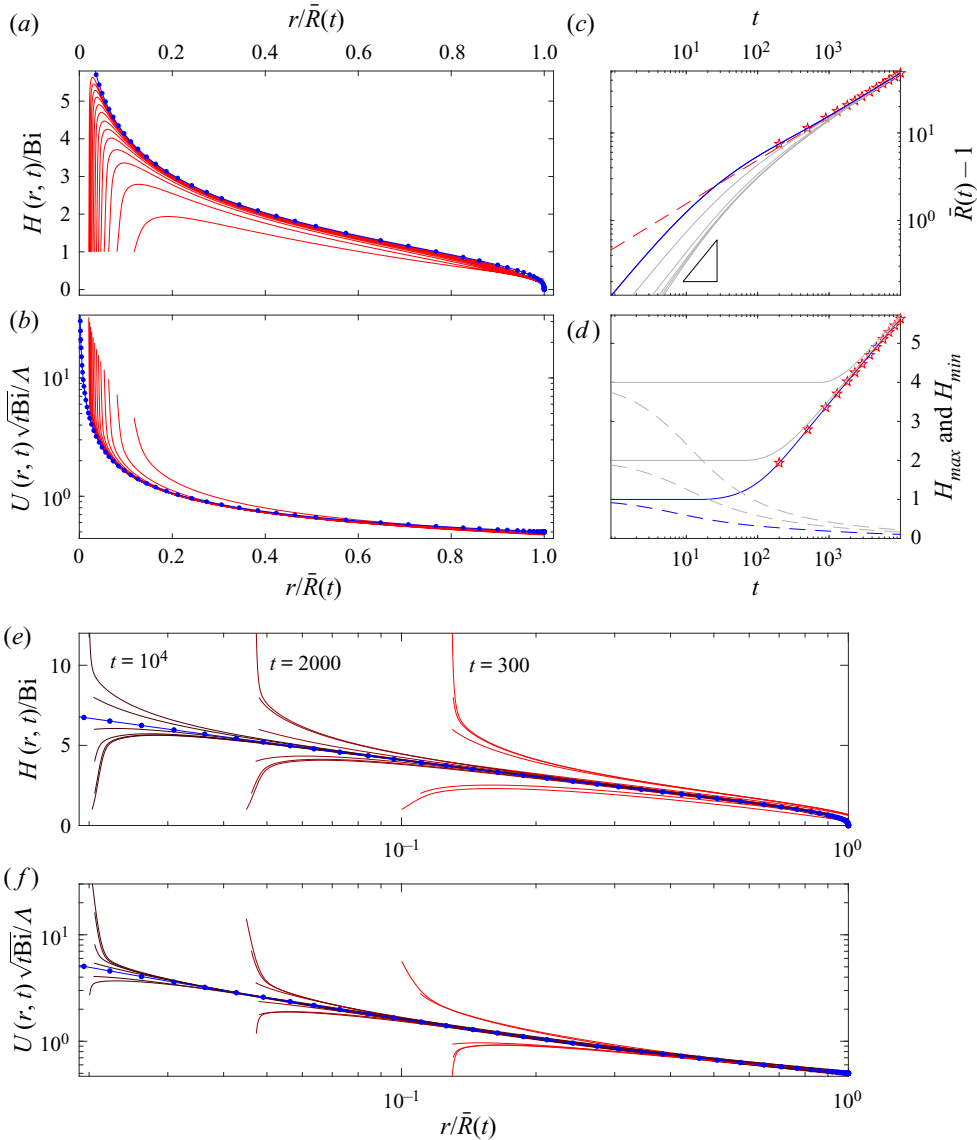 (a)
r/R̄(t)
0 0.2 0.4 0.6 0.8 1.0
H(r, t)/Bi
5
4
3
2
1
0
(b)
U(r, t)√tBi/Λ
10¹
10⁰
0 0.2 0.4 0.6 0.8 1.0
r/R̄(t)
(c)
t
10¹ 10² 10³
10¹
10⁰
R̄(t) − 1
(d)
5
4
3
2
1
0
H_max and H_min
10¹ 10² 10³
t
(e)
H(r, t)/Bi
10
5
0
t = 10⁴
t = 2000
t = 300
10⁻¹ 10⁰
(f)
U(r, t)√tBi/Λ
10¹
10⁰
10⁻¹ 10⁰
r/R̄(t)